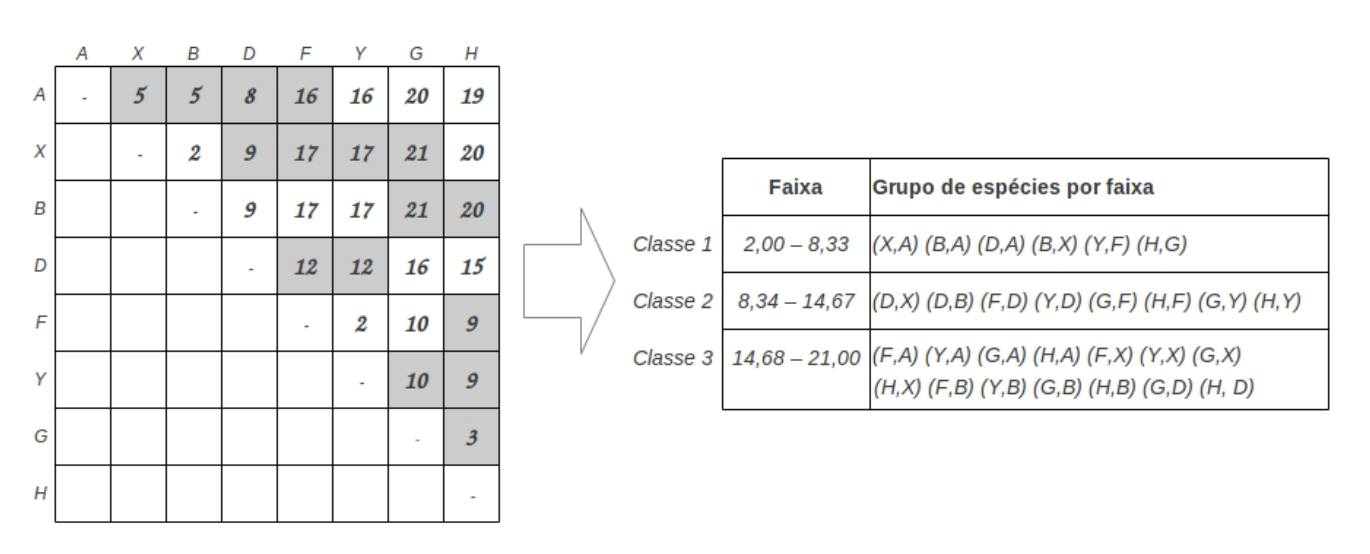 A X B D F Y G H
A - 5 5 8 16 16 20 19
X - 2 9 17 17 21 20
B - 9 17 17 21 20
D - 12 12 16 15
F - 2 10 9
Y - 10 9
G - 3
H -
Faixa Grupo de espécies por faixa
Classe 1 2,00 – 8,33 (X,A) (B,A) (D,A) (B,X) (Y,F) (H,G)
Classe 2 8,34 – 14,67 (D,X) (D,B) (F,D) (Y,D) (G,F) (H,F) (G,Y) (H,Y)
Classe 3 14,68 – 21,00 (F,A) (Y,A) (G,A) (H,A) (F,X) (Y,X) (G,X)
(H,X) (F,B) (Y,B) (G,B) (H,B) (G,D) (H, D)